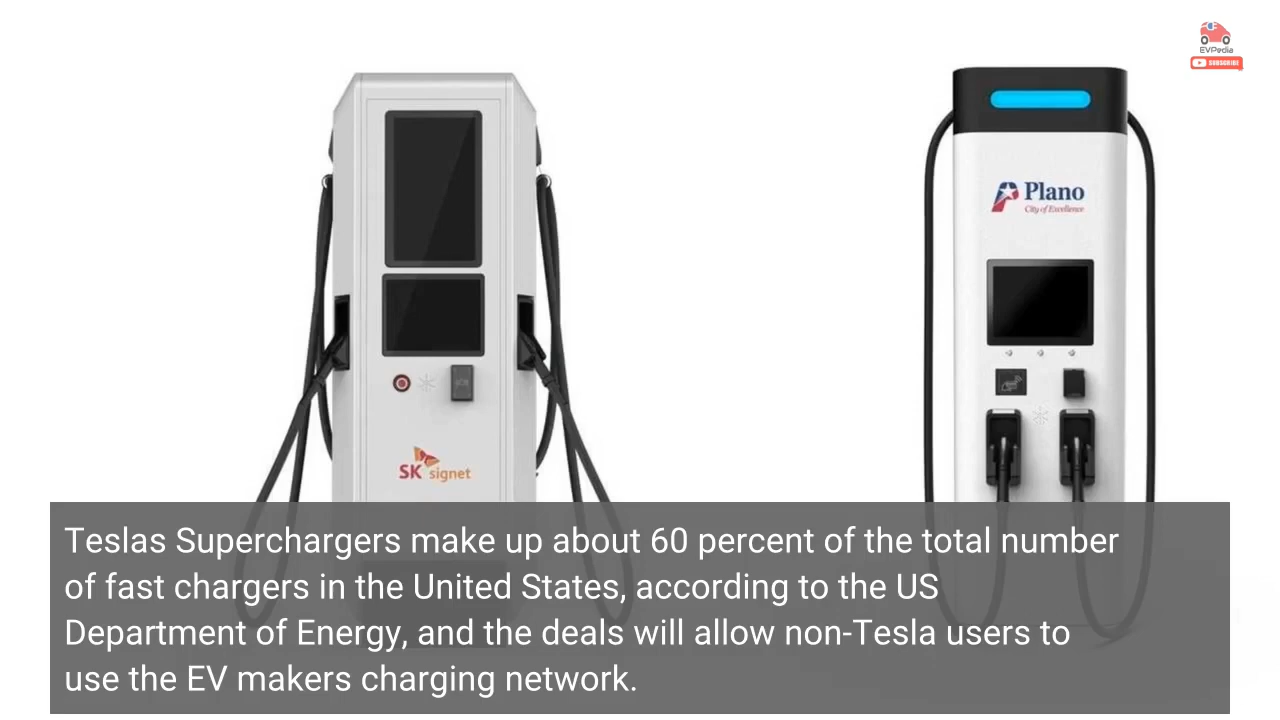 EVPedia
SUBSCRIBE
Plano
City of Excellence
SK signet
Teslas Superchargers make up about 60 percent of the total number
of fast chargers in the United States, according to the US
Department of Energy, and the deals will allow non-Tesla users to
use the EV makers charging network.